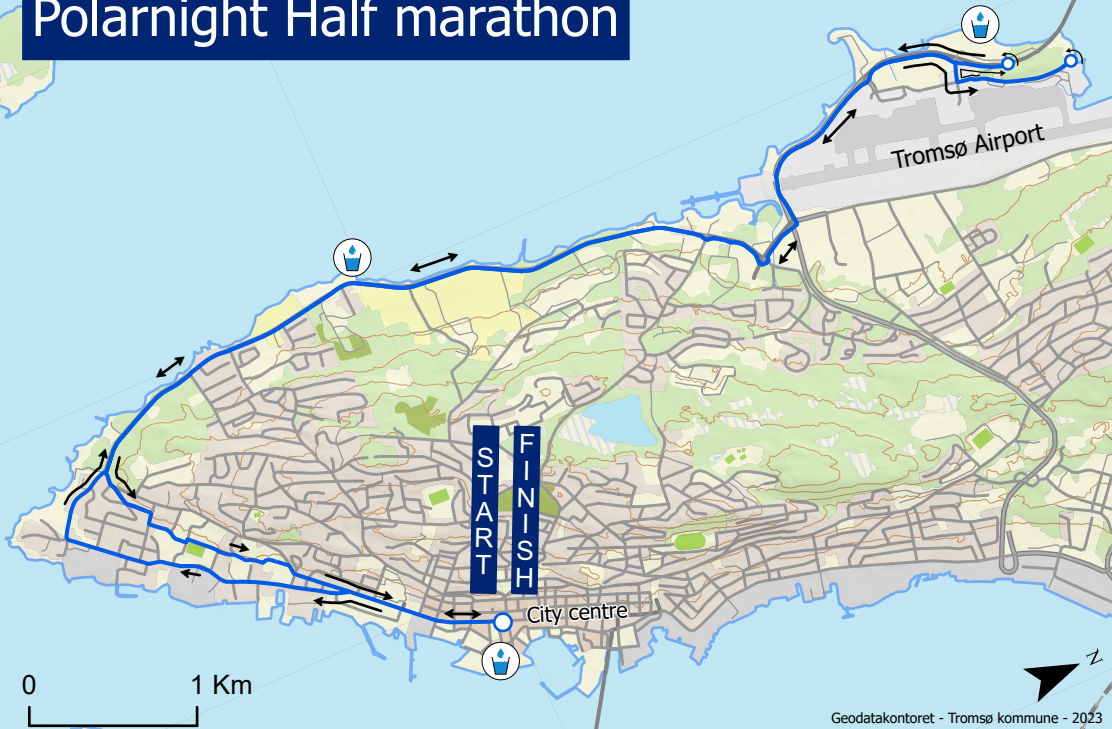 Polarnight Half marathon
Tromsø Airport
START
FINISH
City centre
0 1 Km
N
Geodatakontoret - Tromsø kommune - 2023